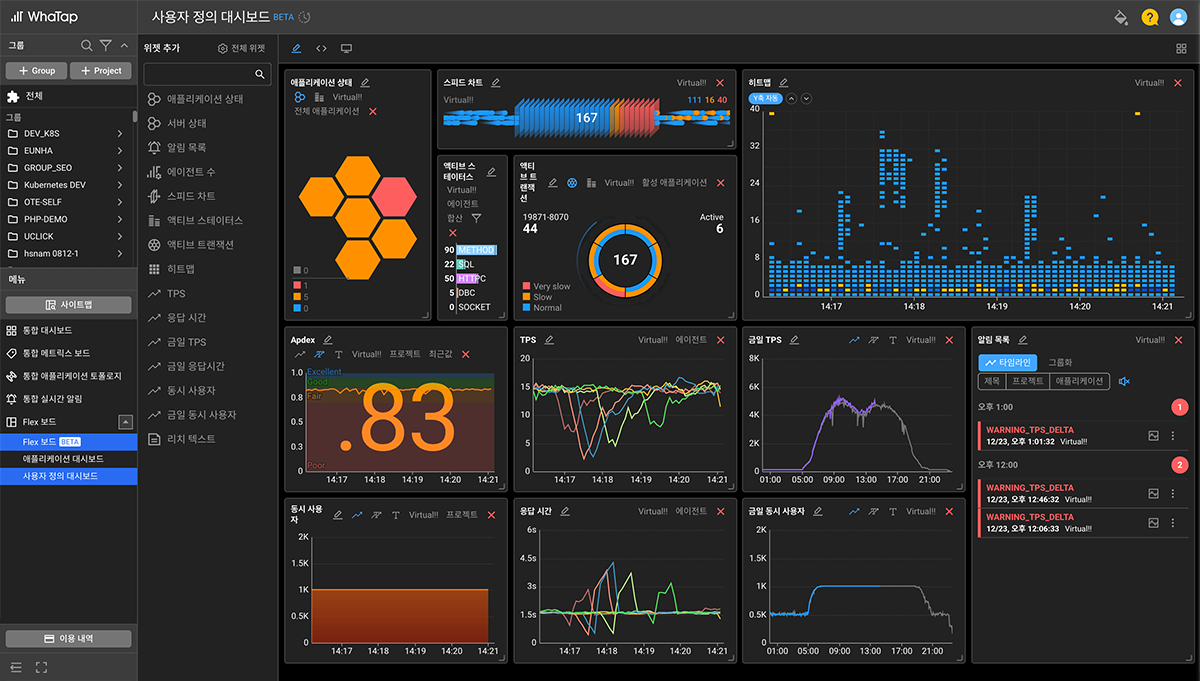 WhaTap
사용자 정의 대시보드 BETA
그룹
+ Group
+ Project
전체
그룹
DEV_K8S
EUNHA
GROUP_SEO
Kubernetes DEV
OTE-SELF
PHP-DEMO
UCLICK
hsnam 0812-1
메뉴
사이트맵
통합 대시보드
통합 메트릭스 보드
통합 애플리케이션 토폴로지
통합 실시간 알림
Flex 보드
Flex 보드 BETA
애플리케이션 대시보드
사용자 정의 대시보드
이용 내역
위젯 추가
전체 위젯
애플리케이션 상태
서버 상태
알림 목록
에이전트 수
스피드 차트
액티브 스테이터스
액티브 트랜잭션
히트맵
TPS
응답 시간
금일 TPS
금일 응답시간
동시 사용자
금일 동시 사용자
리치 텍스트
애플리케이션 상태
Virtual!!
전체 애플리케이션
0
1
5
0
스피드 차트
Virtual!!
Virtual!!
111 16 40
167
액티브 스테이터스
Virtual!!
에이전트
합산
90 METHOD
22 SQL
50 HTTPC
5 DBC
0 SOCKET
액티브 트랜잭션
Virtual!!
활성 애플리케이션
19871-8070
44
Active
6
167
Very slow
Slow
Normal
히트맵
Virtual!!
Y축 자동
40
32
24
16
8
0
14:17
14:18
14:19
14:20
14:21
Apdex
Virtual!!
프로젝트
최근값
1.0
0.8
0.5
0.3
0
Excellent
Good
Fair
Poor
.83
14:17
14:18
14:19
14:20
14:21
TPS
Virtual!!
에이전트
20
15
10
5
0
14:17
14:18
14:19
14:20
14:21
금일 TPS
Virtual!!
8K
6K
4K
2K
0
01:00
05:00
09:00
13:00
17:00
21:00
알림 목록
Virtual!!
타임라인
그룹화
제목
프로젝트
애플리케이션
오후 1:00
1
WARNING_TPS_DELTA
12/23, 오후 1:01:32 Virtual!!
오후 12:00
2
WARNING_TPS_DELTA
12/23, 오후 12:46:32 Virtual!!
WARNING_TPS_DELTA
12/23, 오후 12:06:33 Virtual!!
동시 사용자
Virtual!!
프로젝트
2K
1.5K
1K
0.5K
0
14:17
14:18
14:19
14:20
14:21
응답 시간
Virtual!!
에이전트
6s
4.5s
3s
1.5s
0
14:17
14:18
14:19
14:20
14:21
금일 동시 사용자
Virtual!!
2K
1.5K
1K
0.5K
0
01:00
05:00
09:00
13:00
17:00
21:00